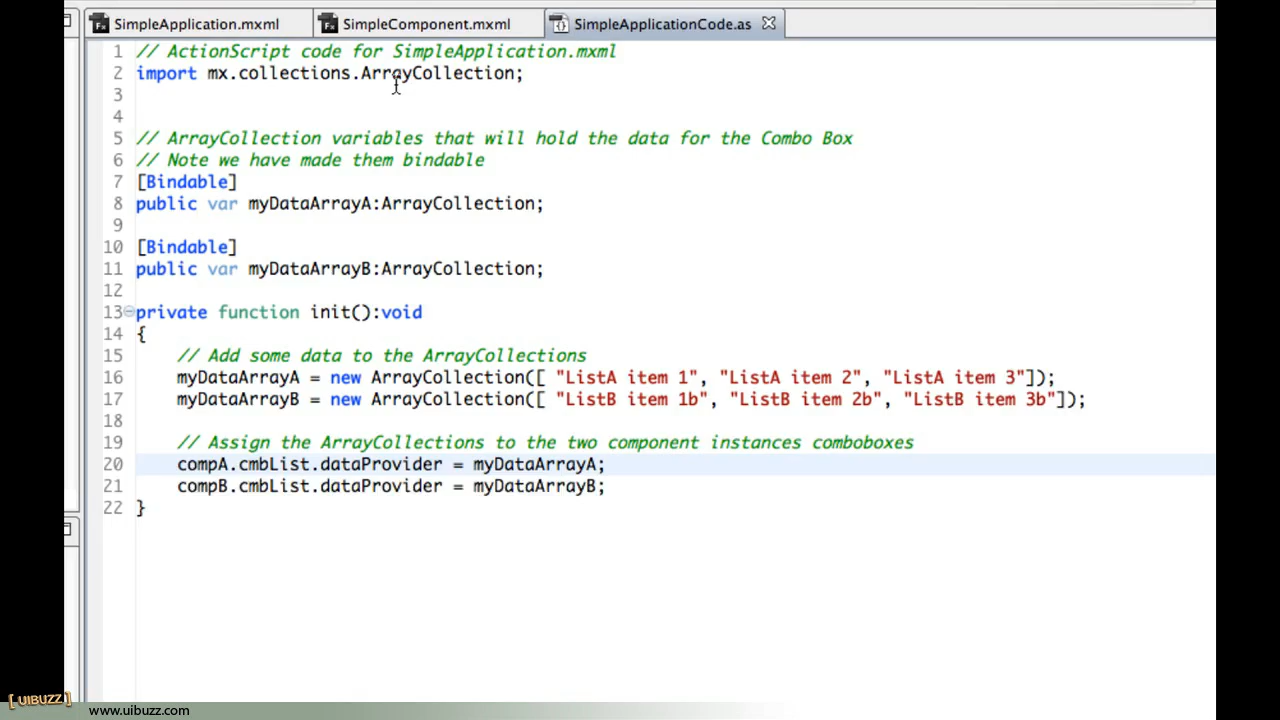 SimpleApplication.mxml SimpleComponent.mxml SimpleApplicationCode.as
1 // ActionScript code for SimpleApplication.mxml
2 import mx.collections.ArrayCollection;
3
4
5 // ArrayCollection variables that will hold the data for the Combo Box
6 // Note we have made them bindable
7 [Bindable]
8 public var myDataArrayA:ArrayCollection;
9
10 [Bindable]
11 public var myDataArrayB:ArrayCollection;
12
13 private function init():void
14 {
15 // Add some data to the ArrayCollections
16 myDataArrayA = new ArrayCollection([ "ListA item 1", "ListA item 2", "ListA item 3"]);
17 myDataArrayB = new ArrayCollection([ "ListB item 1b", "ListB item 2b", "ListB item 3b"]);
18
19 // Assign the ArrayCollections to the two component instances comboboxes
20 compA.cmbList.dataProvider = myDataArrayA;
21 compB.cmbList.dataProvider = myDataArrayB;
22 }
[UIBUZZ]
www.uibuzz.com